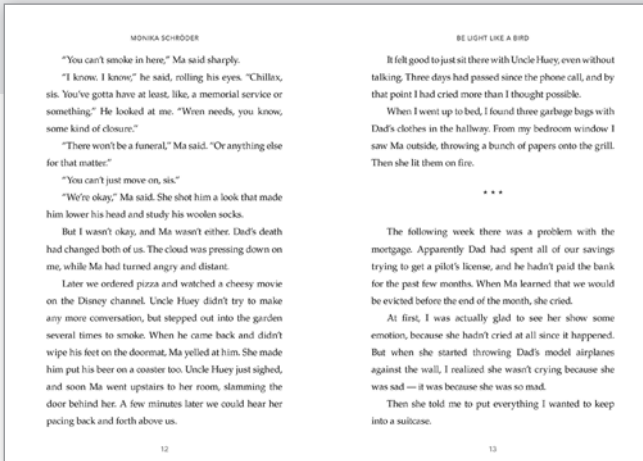 MONIKA SCHRÖDER
"You can't smoke in here," Ma said sharply.
"I know. I know," he said, rolling his eyes. "Chillax,
sis. You've gotta have at least, like, a memorial service or
something." He looked at me. "Wren needs, you know,
some kind of closure."
"There won't be a funeral," Ma said. "Or anything else
for that matter."
"You can't just move on, sis."
"We're okay," Ma said. She shot him a look that made
him lower his head and study his woolen socks.
But I wasn't okay, and Ma wasn't either. Dad's death
had changed both of us. The cloud was pressing down on
me, while Ma had turned angry and distant.
Later we ordered pizza and watched a cheesy movie
on the Disney channel. Uncle Huey didn't try to make
any more conversation, but stepped out into the garden
several times to smoke. When he came back and didn't
wipe his feet on the doormat, Ma yelled at him. She made
him put his beer on a coaster too. Uncle Huey just sighed,
and soon Ma went upstairs to her room, slamming the
door behind her. A few minutes later we could hear her
pacing back and forth above us.
12
BE LIGHT LIKE A BIRD
It felt good to just sit there with Uncle Huey, even without
talking. Three days had passed since the phone call, and by
that point I had cried more than I thought possible.
When I went up to bed, I found three garbage bags with
Dad's clothes in the hallway. From my bedroom window I
saw Ma outside, throwing a bunch of papers onto the grill.
Then she lit them on fire.
* * *
The following week there was a problem with the
mortgage. Apparently Dad had spent all of our savings
trying to get a pilot's license, and he hadn't paid the bank
for the past few months. When Ma learned that we would
be evicted before the end of the month, she cried.
At first, I was actually glad to see her show some
emotion, because she hadn't cried at all since it happened.
But when she started throwing Dad's model airplanes
against the wall, I realized she wasn't crying because she
was sad — it was because she was so mad.
Then she told me to put everything I wanted to keep
into a suitcase.
13